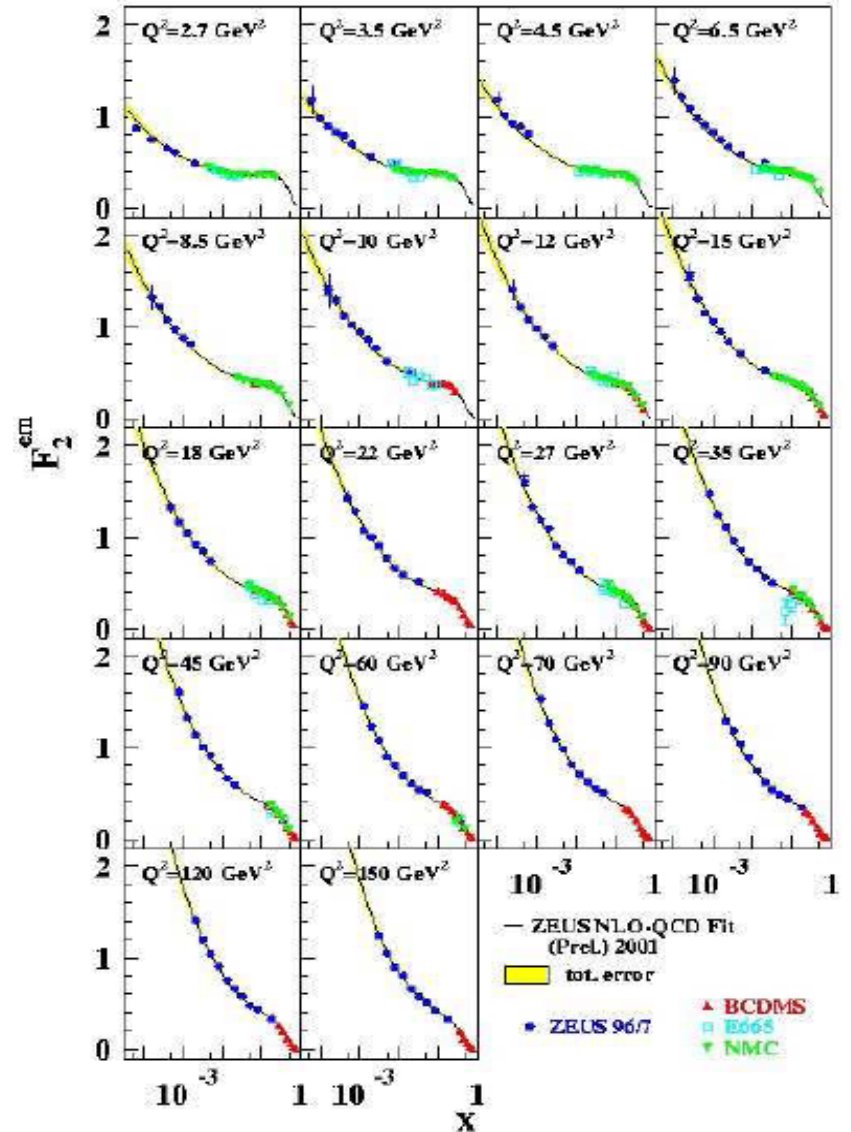 2 Q²=2.7 GeV² Q²=3.5 GeV² Q²=4.5 GeV² Q²=6.5 GeV²
1
0
2 Q²=8.5 GeV² Q²=10 GeV² Q²=12 GeV² Q²=15 GeV²
1
0
F₂ᵉᵐ
2 Q²=18 GeV² Q²=22 GeV² Q²=27 GeV² Q²=35 GeV²
1
0
2 Q²=45 GeV² Q²=60 GeV² Q²=70 GeV² Q²=90 GeV²
1
0
10⁻³ 1 10⁻³ 1
2 Q²=120 GeV² Q²=150 GeV²
1
0
10⁻³ 1 10⁻³ 1
x
ZEUS NLO-QCD Fit
(Prel.) 2001
tot. error
ZEUS 96/7
BCDMS
E665
NMC